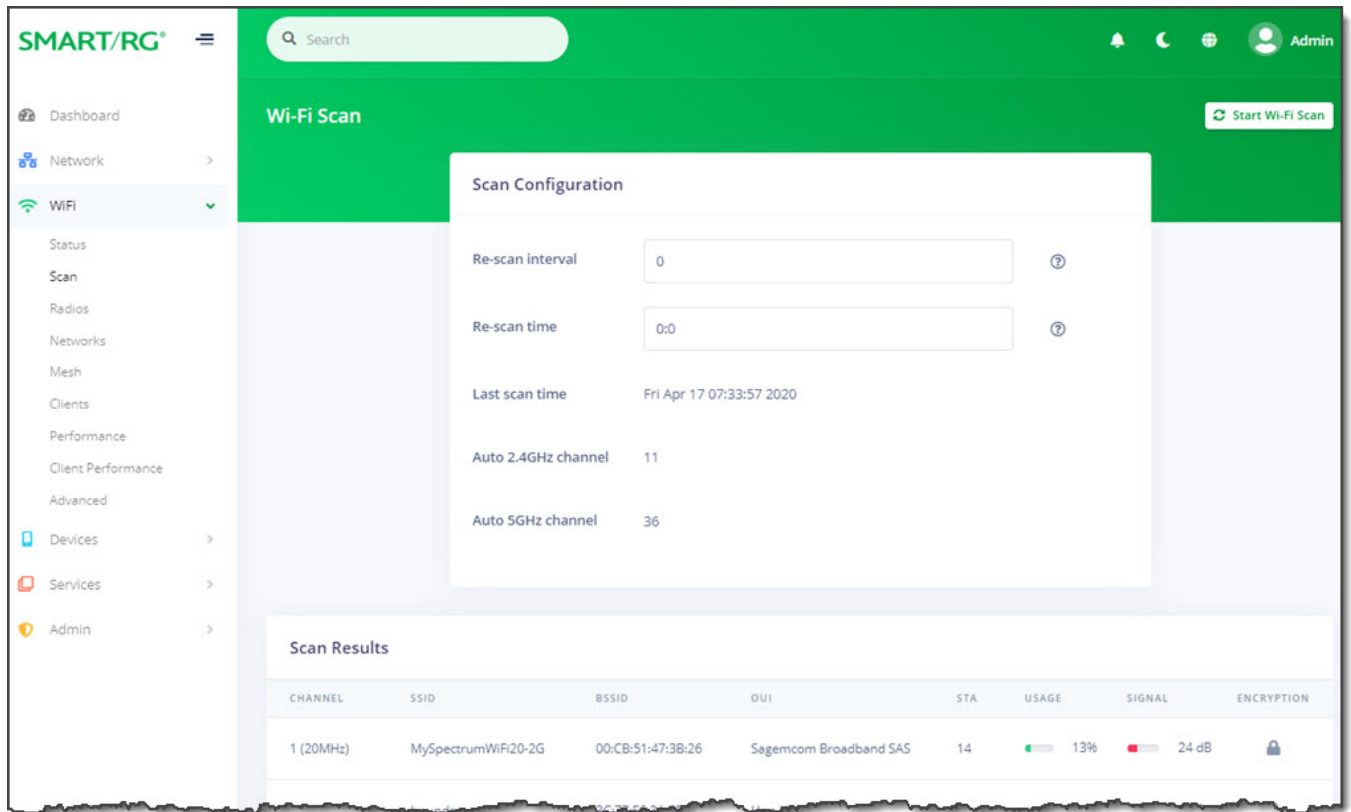 SMART/RG®
Search
Admin
Dashboard
Network
WiFi
Status
Scan
Radios
Networks
Mesh
Clients
Performance
Client Performance
Advanced
Devices
Services
Admin
Wi-Fi Scan
Start Wi-Fi Scan
Scan Configuration
Re-scan interval 0
Re-scan time 0:0
Last scan time Fri Apr 17 07:33:57 2020
Auto 2.4GHz channel 11
Auto 5GHz channel 36
Scan Results
CHANNEL SSID BSSID OUI STA USAGE SIGNAL ENCRYPTION
1 (20MHz) MySpectrumWiFi20-2G 00:CB:51:47:3B:26 Sagemcom Broadband SAS 14 13% 24 dB